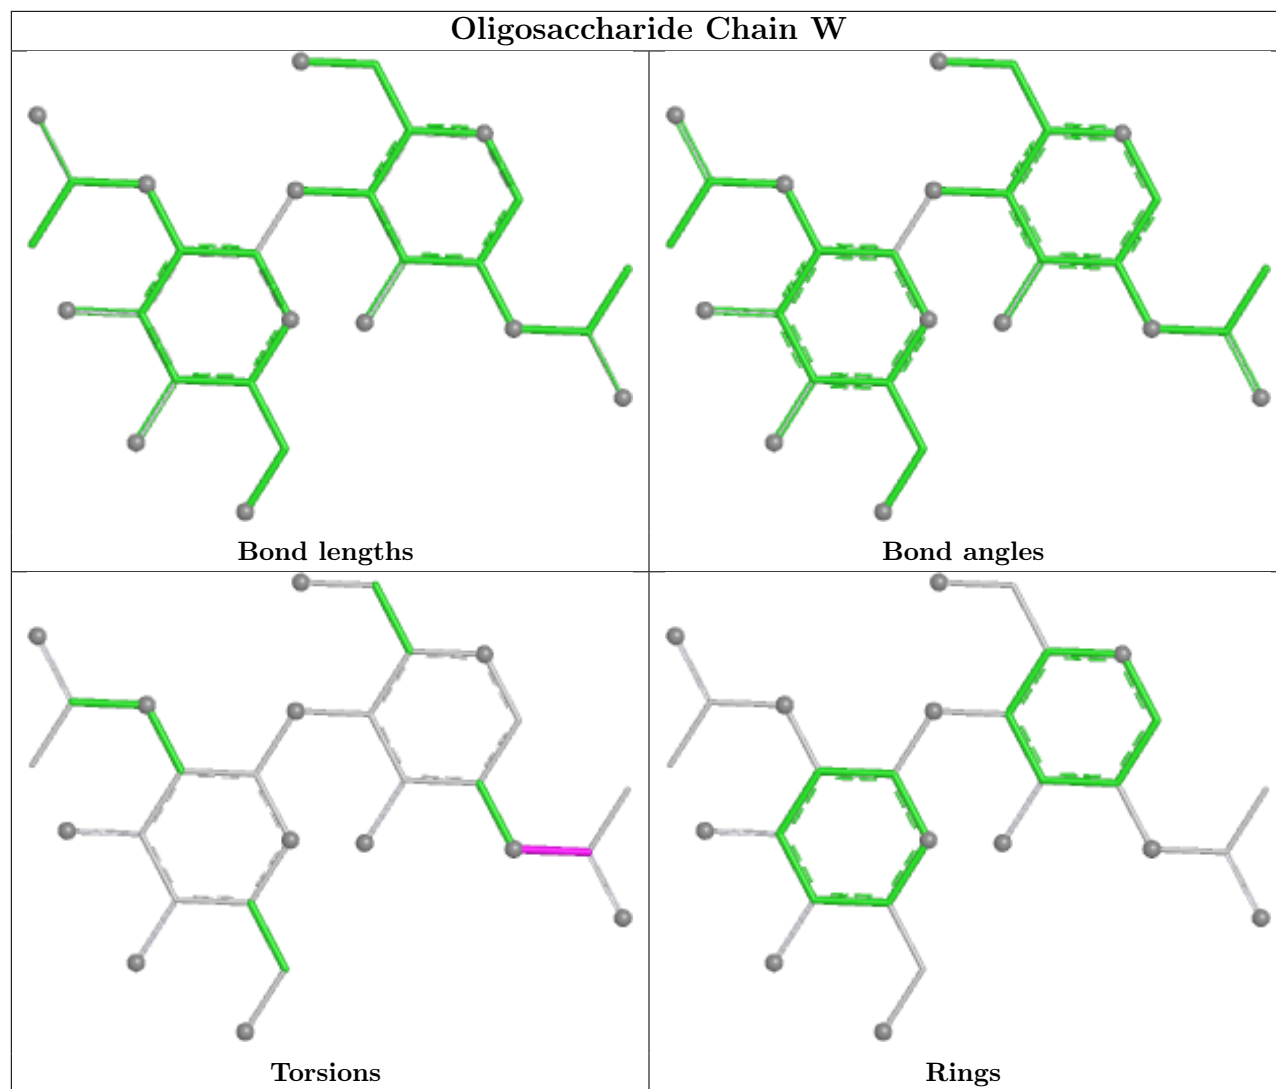 Oligosaccharide Chain W
Bond lengths
Bond angles
Torsions
Rings